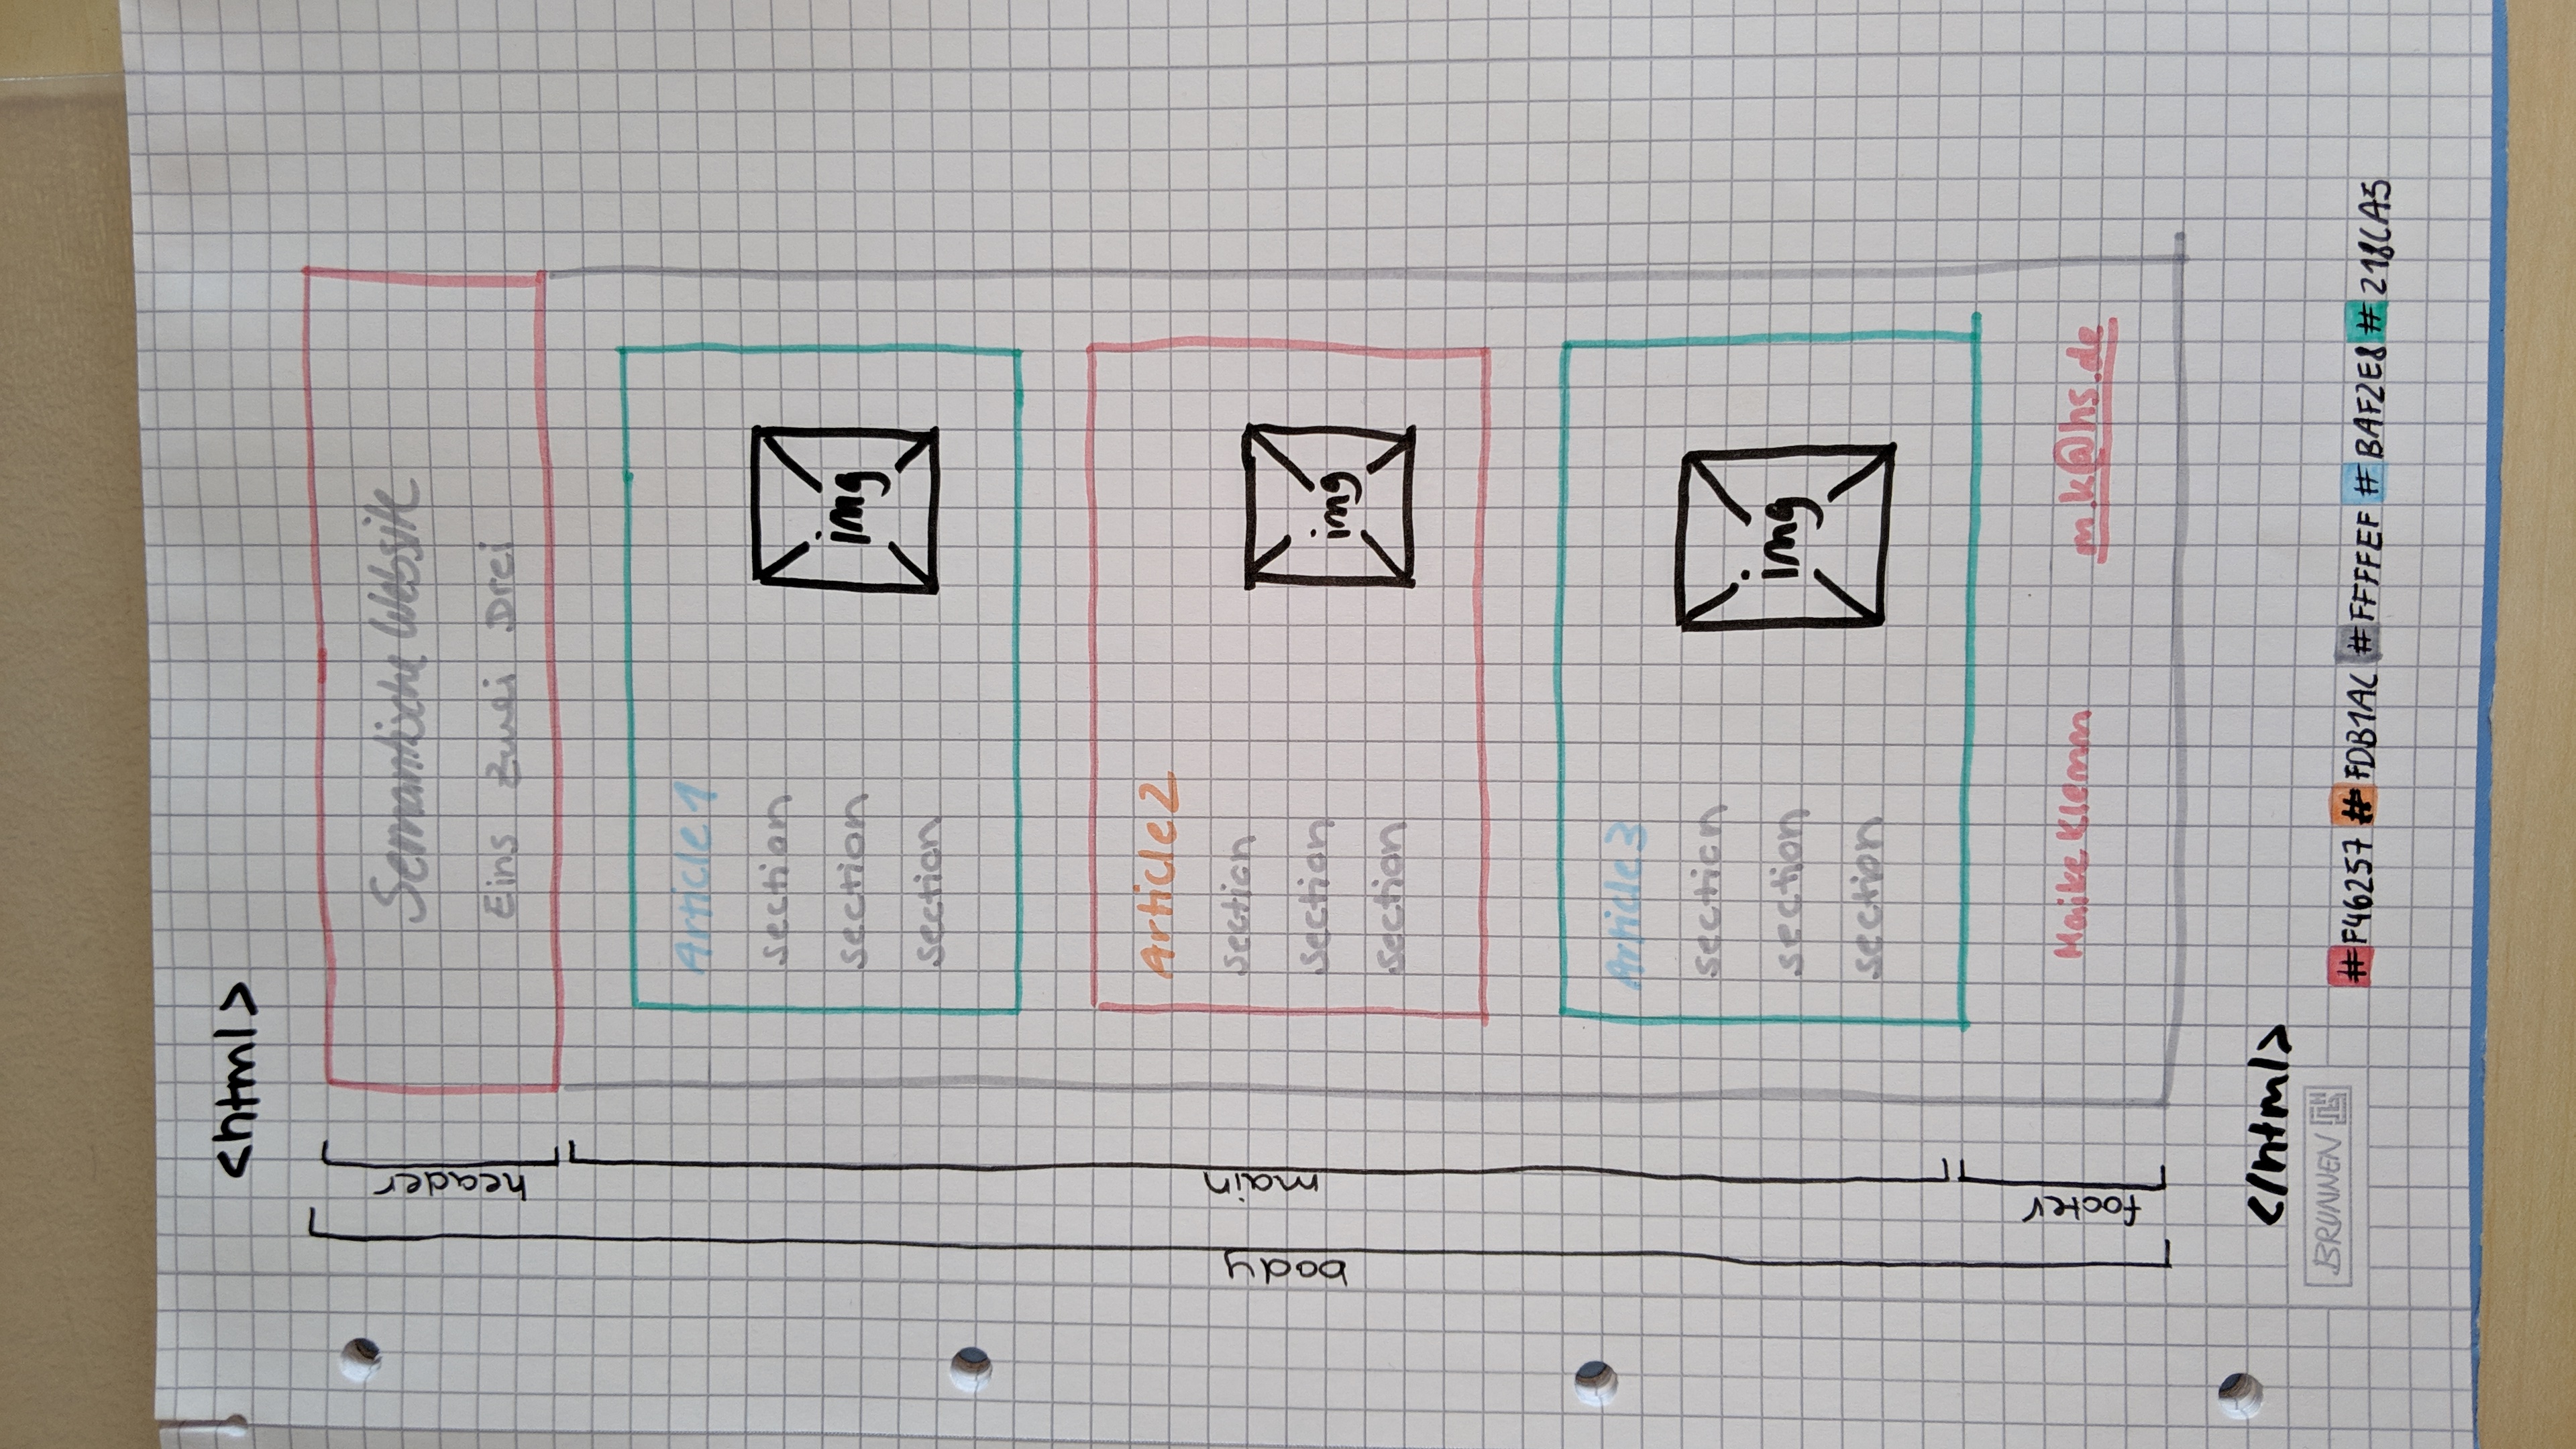 <html>
header
Semantische Website
Eins Zwei Drei
body
main
Article 1
section
section
section
img
Article 2
section
section
section
img
Article 3
section
section
section
img
footer
Maike Klemm
m.k@hs.de
</html>
BRUNNEN
#F46257 #FDB1AC #FFFFEF #BAF2E8 #218CA5